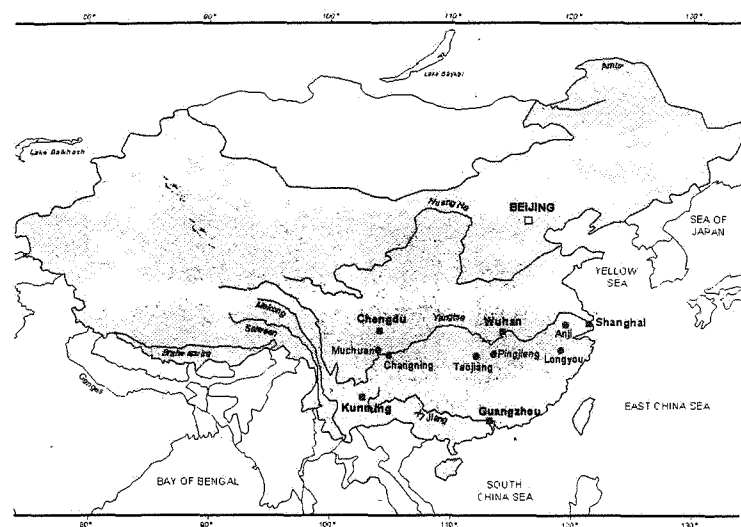 80° 90° 100° 110° 120° 130°
Amur
Lake Baykal
Lake Balkhash
Huang He
BEIJING
SEA OF
JAPAN
YELLOW
SEA
Mekong
Salween
Chengdu
Yangtse
Wuhan
Shanghai
Anji
Brahmaputra
Muchuan
Changning
Taojiang
Pingjiang
Longyou
Ganges
Kunming
Guangzhou
Jiang
EAST CHINA SEA
BAY OF BENGAL
SOUTH
CHINA SEA
80° 90° 100° 110° 120° 130°